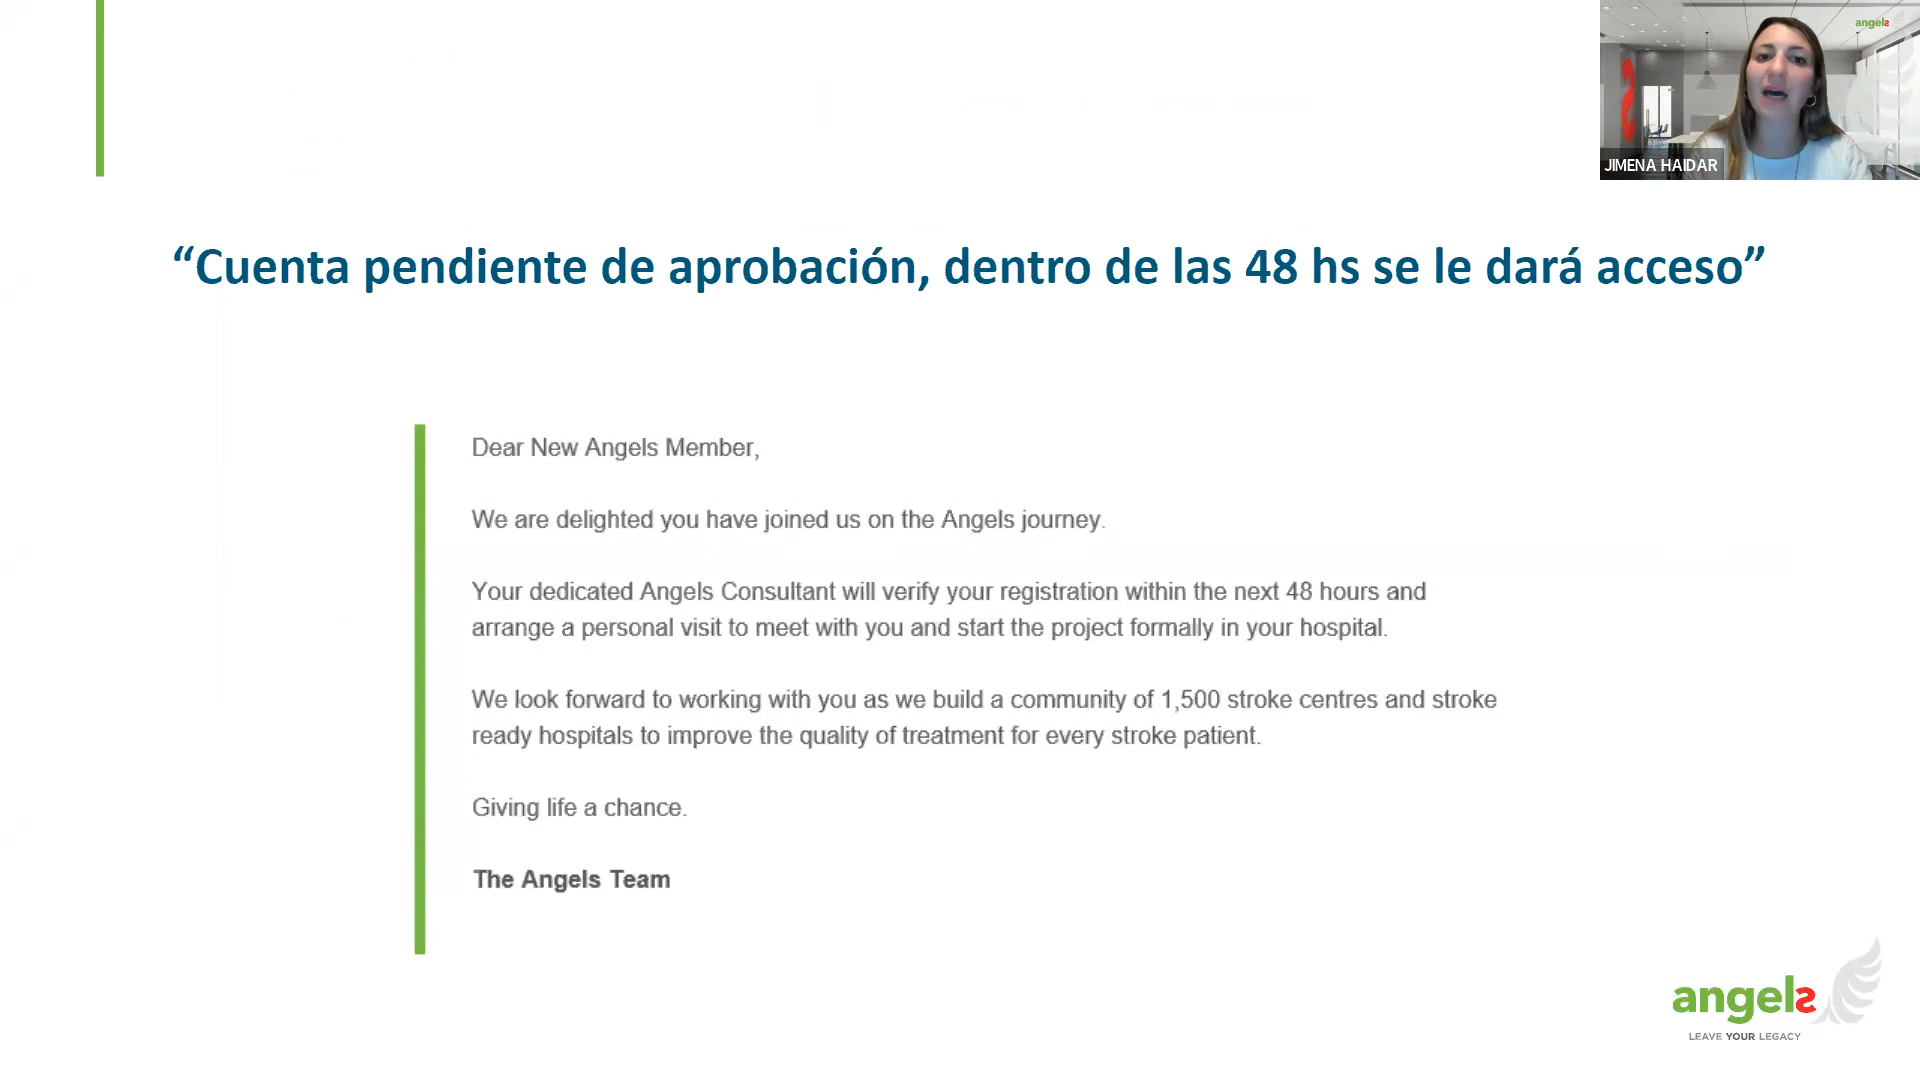 angels
JIMENA HAIDAR
“Cuenta pendiente de aprobación, dentro de las 48 hs se le dará acceso”
Dear New Angels Member,
We are delighted you have joined us on the Angels journey.
Your dedicated Angels Consultant will verify your registration within the next 48 hours and
arrange a personal visit to meet with you and start the project formally in your hospital.
We look forward to working with you as we build a community of 1,500 stroke centres and stroke
ready hospitals to improve the quality of treatment for every stroke patient.
Giving life a chance.
The Angels Team
angels
LEAVE YOUR LEGACY